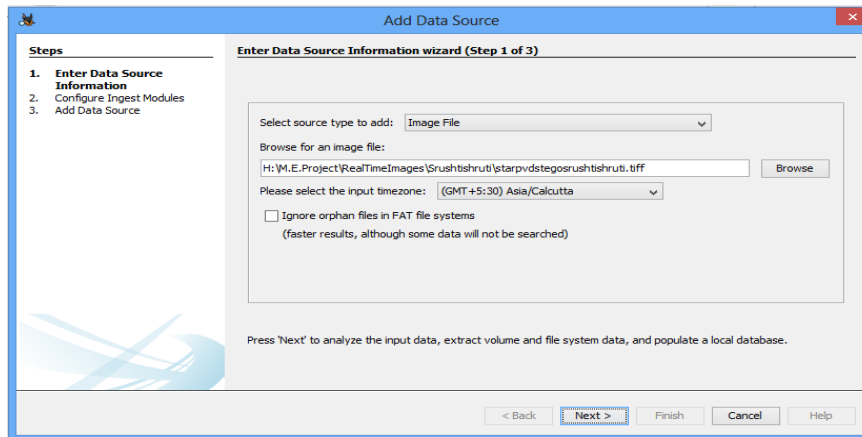 Add Data Source
Steps
1. Enter Data Source
Information
2. Configure Ingest Modules
3. Add Data Source
Enter Data Source Information wizard (Step 1 of 3)
Select source type to add: Image File
Browse for an image file:
H:\M.E.Project\RealTimeImages\Srushtishruti\starpvdstegosrushtishruti.tiff Browse
Please select the input timezone: (GMT+5:30) Asia/Calcutta
Ignore orphan files in FAT file systems
(faster results, although some data will not be searched)
Press 'Next' to analyze the input data, extract volume and file system data, and populate a local database.
< Back Next > Finish Cancel Help